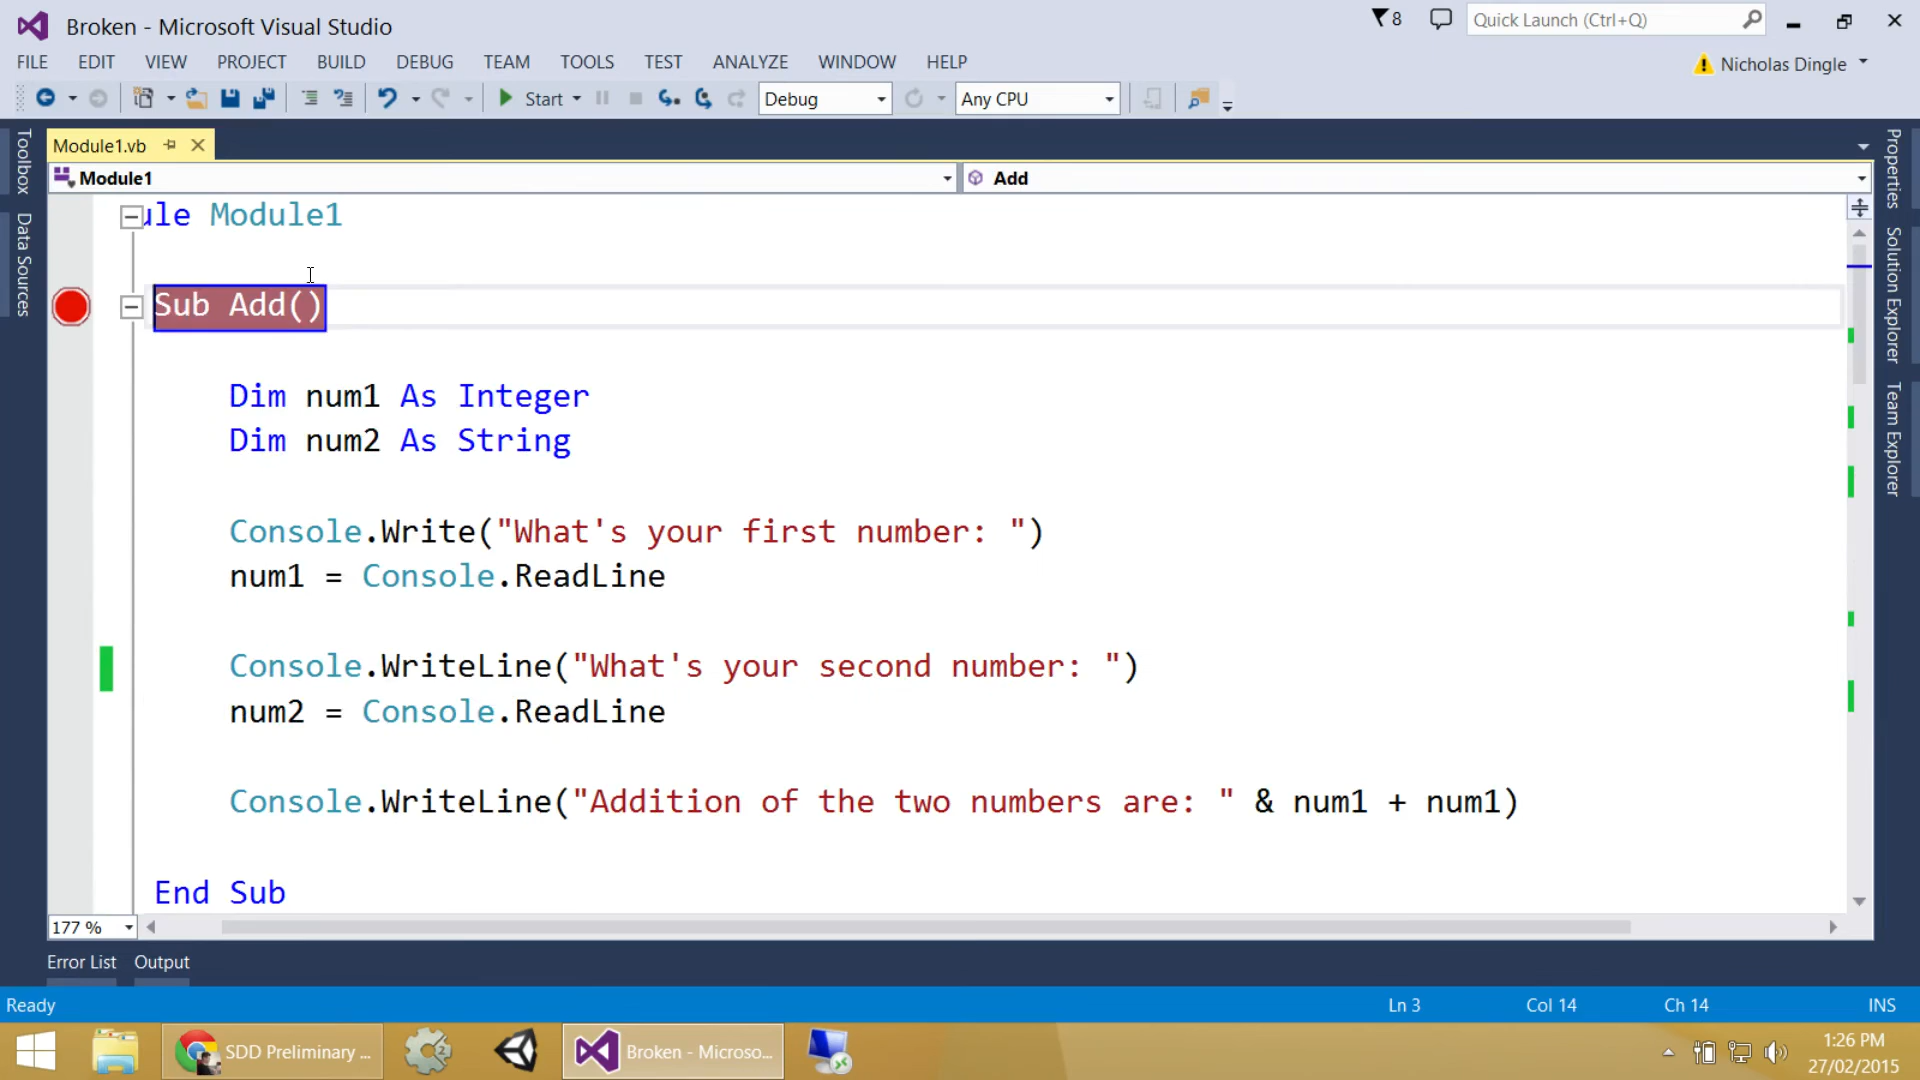 Broken - Microsoft Visual Studio
8
Quick Launch (Ctrl+Q)
FILE EDIT VIEW PROJECT BUILD DEBUG TEAM TOOLS TEST ANALYZE WINDOW HELP
Nicholas Dingle
Start Debug Any CPU
Toolbox
Data Sources
Module1.vb
Module1
Add
Properties
Solution Explorer
Team Explorer
ule Module1
Sub Add()
Dim num1 As Integer
Dim num2 As String
Console.Write("What's your first number: ")
num1 = Console.ReadLine
Console.WriteLine("What's your second number: ")
num2 = Console.ReadLine
Console.WriteLine("Addition of the two numbers are: " & num1 + num1)
End Sub
177 %
Error List Output
Ready Ln 3 Col 14 Ch 14 INS
SDD Preliminary ...
2
Broken - Microso...
1:26 PM
27/02/2015